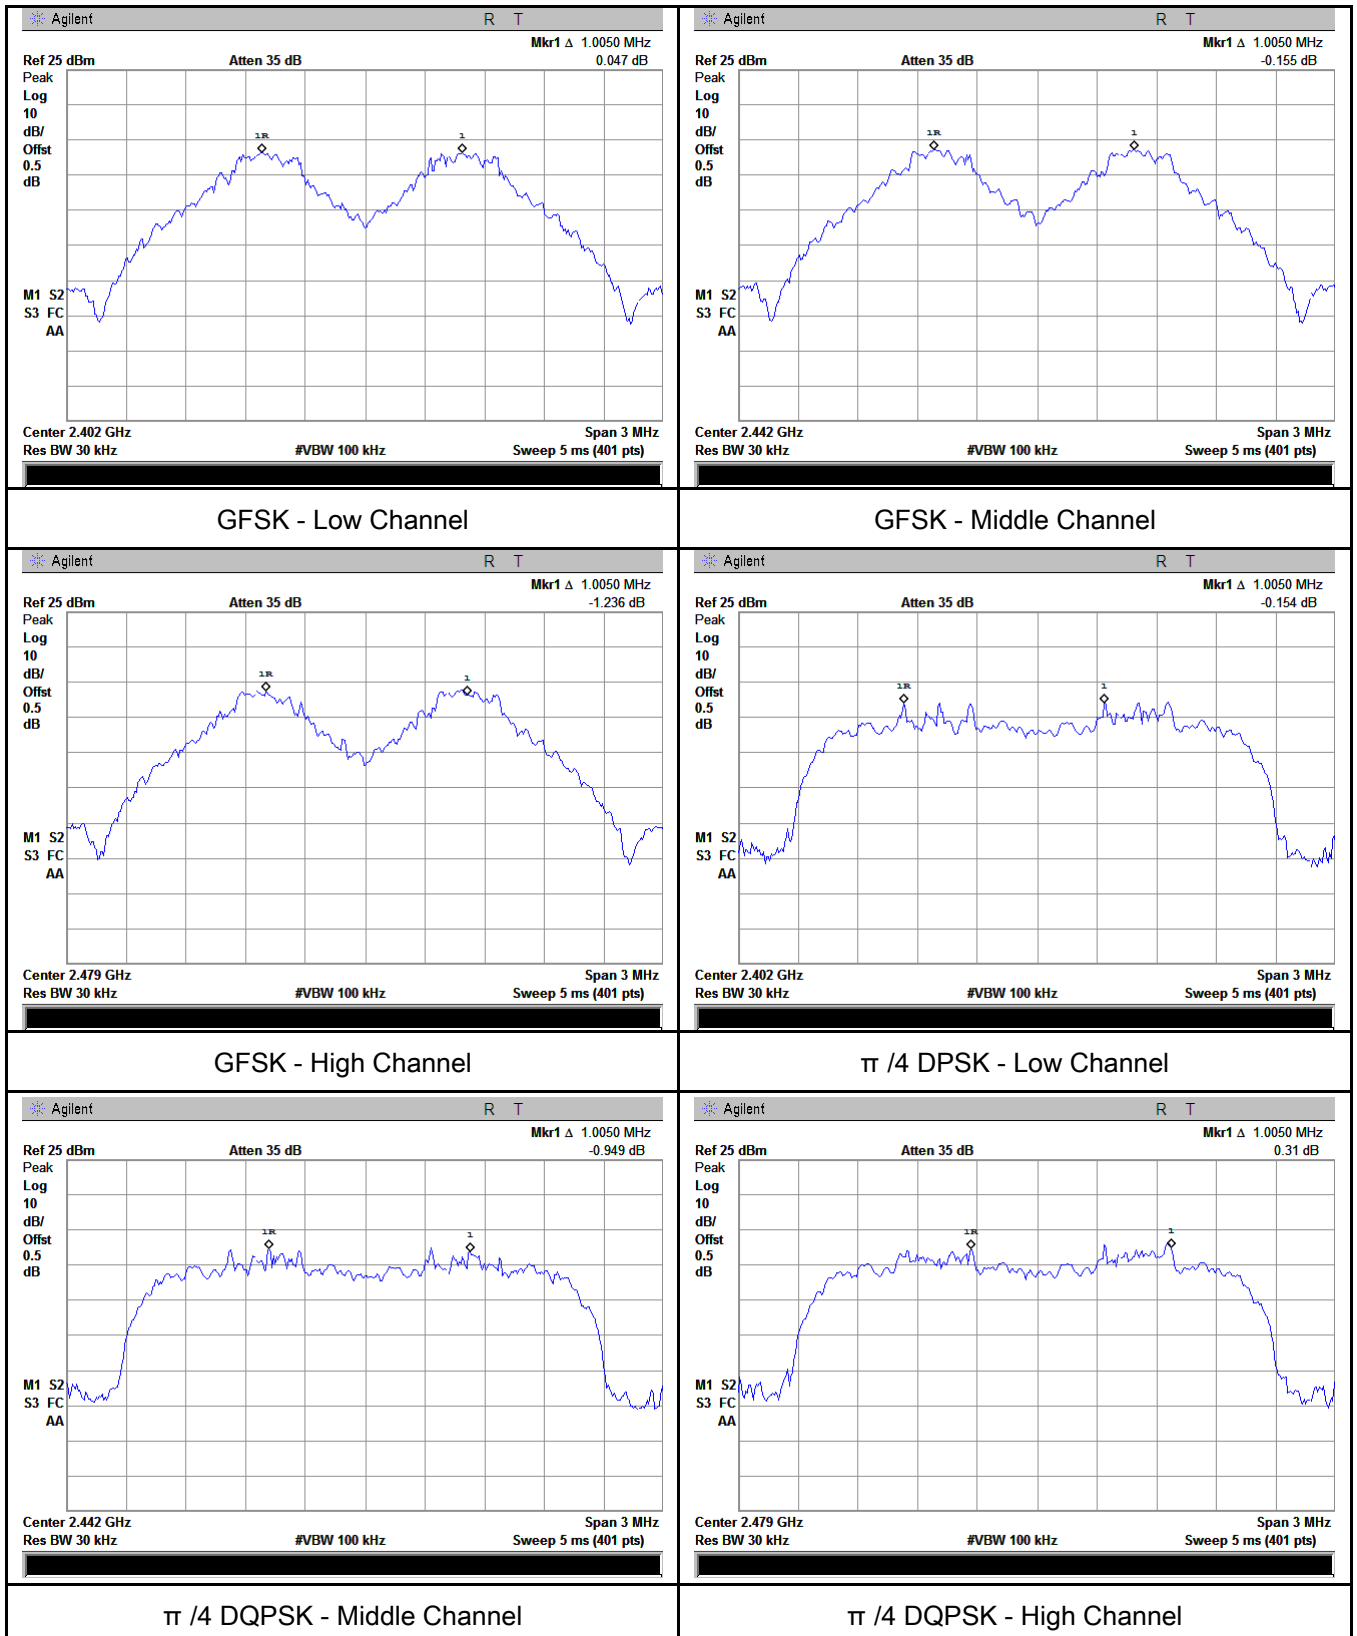 Agilent R T
Mkr1 Δ 1.0050 MHz
Ref 25 dBm Atten 35 dB 0.047 dB
Peak
Log
10
dB/
Offst
0.5
dB
1R 1
M1 S2
S3 FC
AA
Center 2.402 GHz Span 3 MHz
Res BW 30 kHz #VBW 100 kHz Sweep 5 ms (401 pts)
GFSK - Low Channel
Agilent R T
Mkr1 Δ 1.0050 MHz
Ref 25 dBm Atten 35 dB -0.155 dB
Peak
Log
10
dB/
Offst
0.5
dB
1R 1
M1 S2
S3 FC
AA
Center 2.442 GHz Span 3 MHz
Res BW 30 kHz #VBW 100 kHz Sweep 5 ms (401 pts)
GFSK - Middle Channel
Agilent R T
Mkr1 Δ 1.0050 MHz
Ref 25 dBm Atten 35 dB -1.236 dB
Peak
Log
10
dB/
Offst
0.5
dB
1R 1
M1 S2
S3 FC
AA
Center 2.479 GHz Span 3 MHz
Res BW 30 kHz #VBW 100 kHz Sweep 5 ms (401 pts)
GFSK - High Channel
Agilent R T
Mkr1 Δ 1.0050 MHz
Ref 25 dBm Atten 35 dB -0.154 dB
Peak
Log
10
dB/
Offst
0.5
dB
1R 1
M1 S2
S3 FC
AA
Center 2.402 GHz Span 3 MHz
Res BW 30 kHz #VBW 100 kHz Sweep 5 ms (401 pts)
π /4 DPSK - Low Channel
Agilent R T
Mkr1 Δ 1.0050 MHz
Ref 25 dBm Atten 35 dB -0.949 dB
Peak
Log
10
dB/
Offst
0.5
dB
1R 1
M1 S2
S3 FC
AA
Center 2.442 GHz Span 3 MHz
Res BW 30 kHz #VBW 100 kHz Sweep 5 ms (401 pts)
π /4 DQPSK - Middle Channel
Agilent R T
Mkr1 Δ 1.0050 MHz
Ref 25 dBm Atten 35 dB 0.31 dB
Peak
Log
10
dB/
Offst
0.5
dB
1R 1
M1 S2
S3 FC
AA
Center 2.479 GHz Span 3 MHz
Res BW 30 kHz #VBW 100 kHz Sweep 5 ms (401 pts)
π /4 DQPSK - High Channel